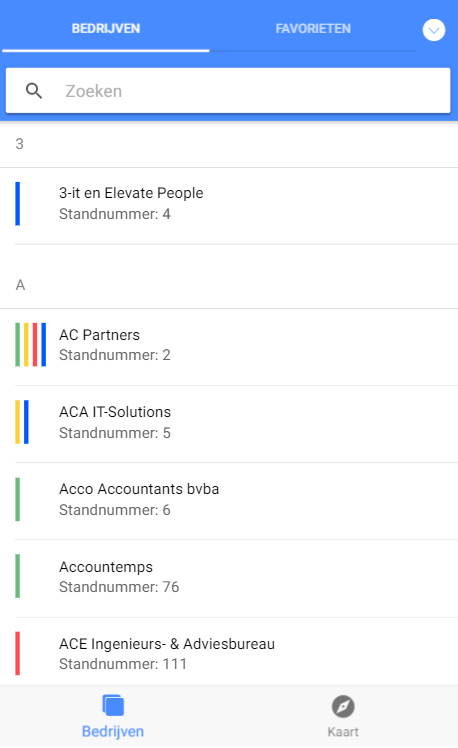 BEDRIJVEN
FAVORIETEN
Zoeken
3
3-it en Elevate People
Standnummer: 4
A
AC Partners
Standnummer: 2
ACA IT-Solutions
Standnummer: 5
Acco Accountants bvba
Standnummer: 6
Accountemps
Standnummer: 76
ACE Ingenieurs- & Adviesbureau
Standnummer: 111
Bedrijven
Kaart